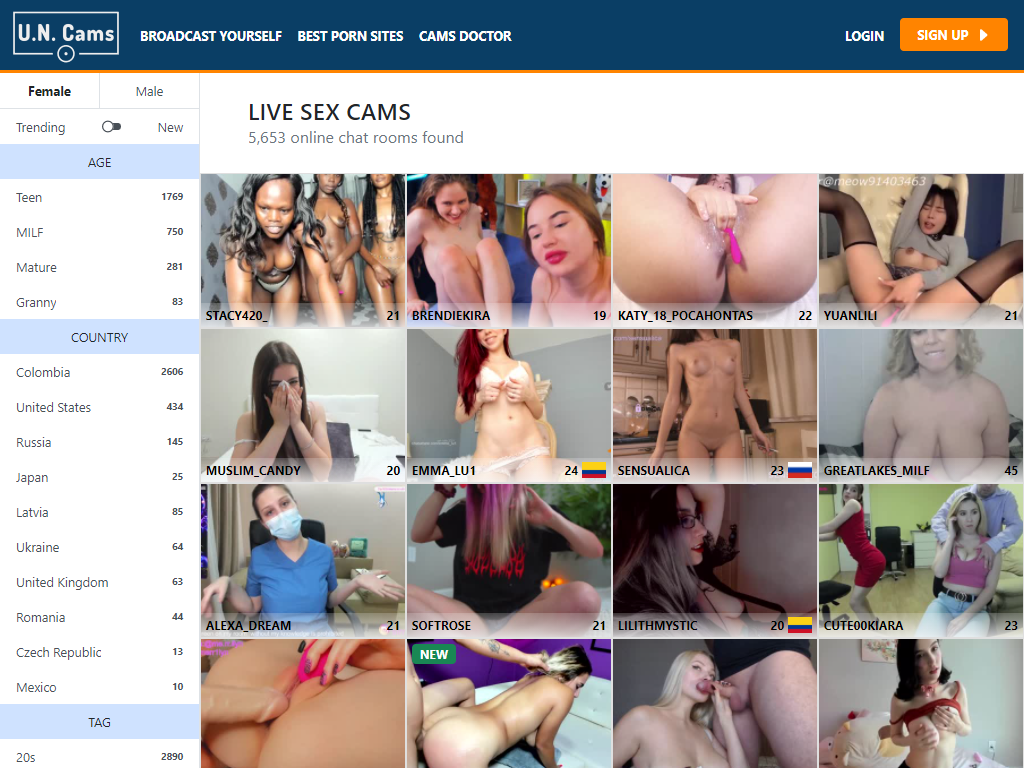 U.N. Cams
BROADCAST YOURSELF
BEST PORN SITES
CAMS DOCTOR
LOGIN
SIGN UP
Female
Male
Trending
New
AGE
Teen 1769
MILF 750
Mature 281
Granny 83
COUNTRY
Colombia 2606
United States 434
Russia 145
Japan 25
Latvia 85
Ukraine 64
United Kingdom 63
Romania 44
Czech Republic 13
Mexico 10
TAG
20s 2890
LIVE SEX CAMS
5,653 online chat rooms found
r@meow91403463
STACY420_ 21
BRENDIEKIRA 19
KATY_18_POCAHONTAS 22
YUANLILI 21
MUSLIM_CANDY 20
EMMA_LU1 24
SENSUALICA 23
GREATLAKES_MILF 45
ALEXA_DREAM 21
SOFTROSE 21
LILITHMYSTIC 20
CUTE00KIARA 23
NEW